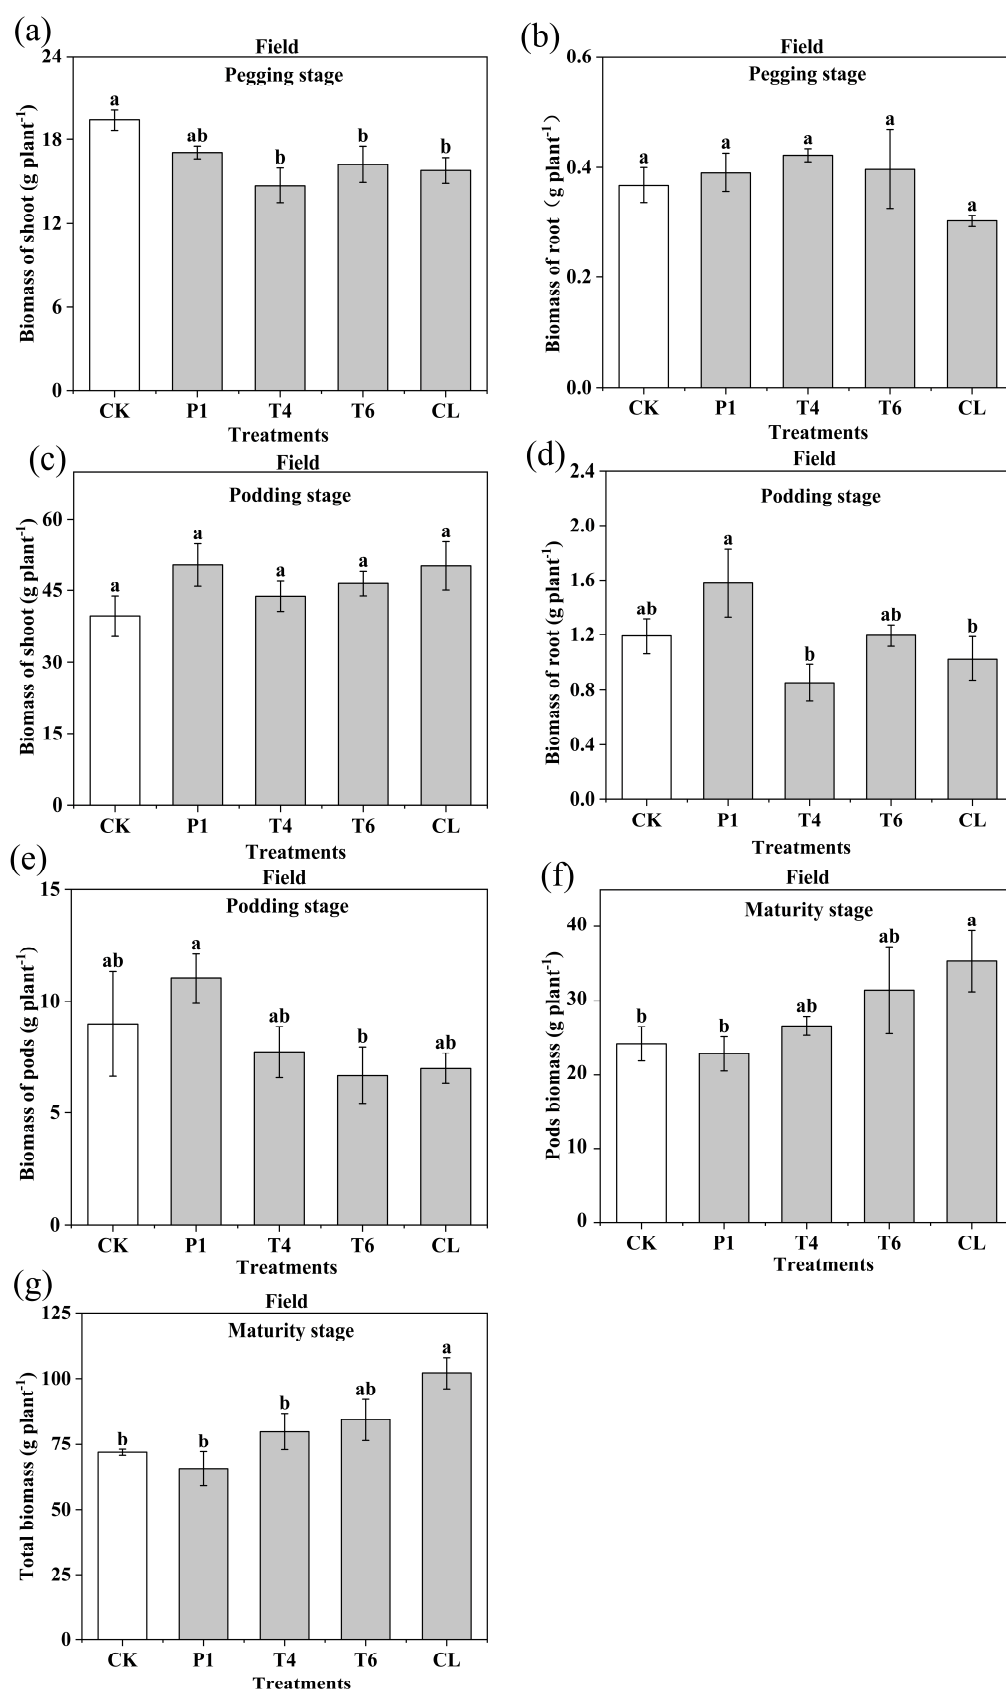 (a)
Field
Pegging stage
Biomass of shoot (g plant⁻¹)
24
18
12
6
0
a
ab
b
b
b
CK P1 T4 T6 CL
Treatments
(b)
Field
Pegging stage
Biomass of root（g plant⁻¹）
0.6
0.4
0.2
0.0
a
a
a
a
a
CK P1 T4 T6 CL
Treatments
(c)
Field
Podding stage
Biomass of shoot (g plant⁻¹)
60
45
30
15
0
a
a
a
a
a
CK P1 T4 T6 CL
Treatments
(d)
Field
Podding stage
Biomass of root (g plant⁻¹)
2.4
2.0
1.6
1.2
0.8
0.4
0.0
ab
a
b
ab
b
CK P1 T4 T6 CL
Treatments
(e)
Field
Podding stage
Biomass of pods (g plant⁻¹)
15
10
5
0
ab
a
ab
b
ab
CK P1 T4 T6 CL
Treatments
(f)
Field
Maturity stage
Pods biomass (g plant⁻¹)
40
30
20
10
0
b
b
ab
ab
a
CK P1 T4 T6 CL
Treatments
(g)
Field
Maturity stage
Total biomass (g plant⁻¹)
125
100
75
50
25
0
b
b
b
ab
a
CK P1 T4 T6 CL
Treatments